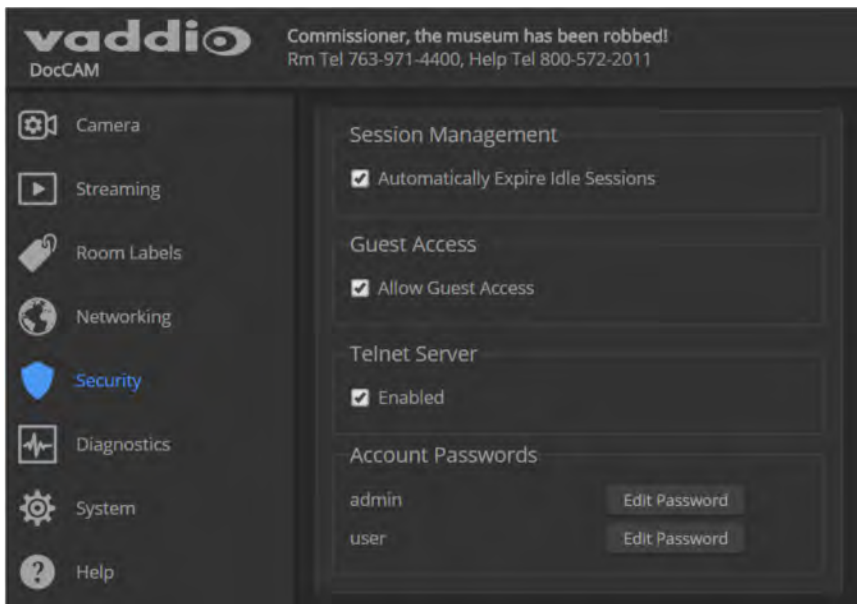 vaddio
DocCAM
Commissioner, the museum has been robbed!
Rm Tel 763-971-4400, Help Tel 800-572-2011
Camera
Streaming
Room Labels
Networking
Security
Diagnostics
System
Help
Session Management
Automatically Expire Idle Sessions
Guest Access
Allow Guest Access
Telnet Server
Enabled
Account Passwords
admin Edit Password
user Edit Password